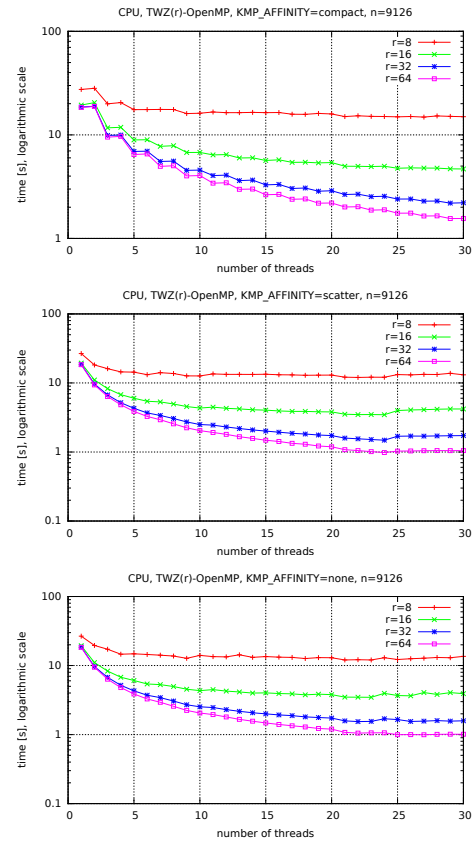 CPU, TWZ(r)-OpenMP, KMP_AFFINITY=compact, n=9126
time [s], logarithmic scale
100
10
1
r=8
r=16
r=32
r=64
0 5 10 15 20 25 30
number of threads
CPU, TWZ(r)-OpenMP, KMP_AFFINITY=scatter, n=9126
time [s], logarithmic scale
100
10
1
0.1
r=8
r=16
r=32
r=64
0 5 10 15 20 25 30
number of threads
CPU, TWZ(r)-OpenMP, KMP_AFFINITY=none, n=9126
time [s], logarithmic scale
100
10
1
0.1
r=8
r=16
r=32
r=64
0 5 10 15 20 25 30
number of threads